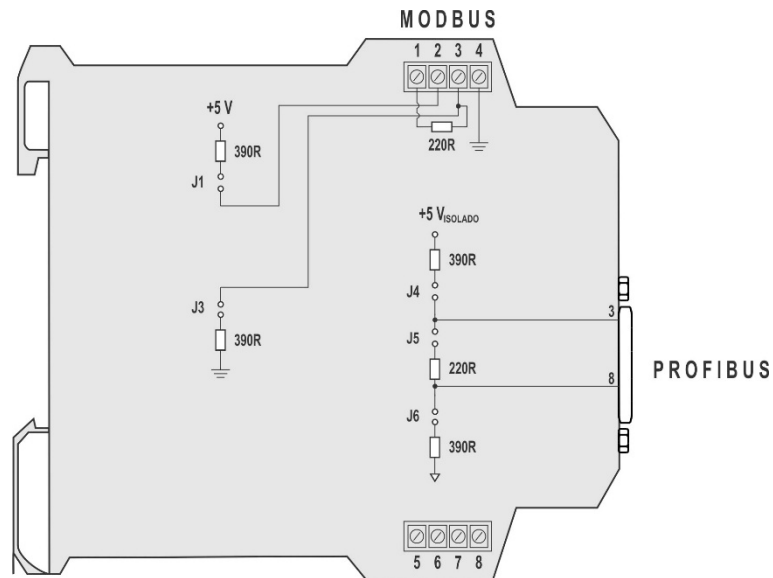 MODBUS
1 2 3 4
+5 V
390R
220R
J1
+5 VISOLADO
390R
J4
J3
3
J5
390R
220R
PROFIBUS
8
J6
390R
5 6 7 8